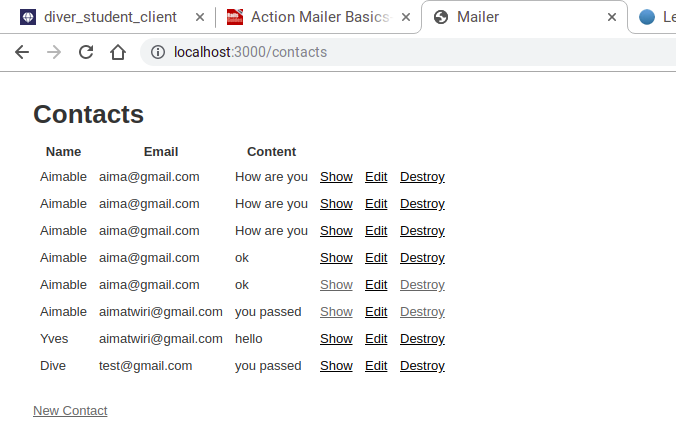 diver_student_client Action Mailer Basics Mailer Le
localhost:3000/contacts
Contacts
Name Email Content
Aimable aima@gmail.com How are you Show Edit Destroy
Aimable aima@gmail.com How are you Show Edit Destroy
Aimable aima@gmail.com How are you Show Edit Destroy
Aimable aima@gmail.com ok Show Edit Destroy
Aimable aima@gmail.com ok Show Edit Destroy
Aimable aimatwiri@gmail.com you passed Show Edit Destroy
Yves aimatwiri@gmail.com hello Show Edit Destroy
Dive test@gmail.com you passed Show Edit Destroy
New Contact